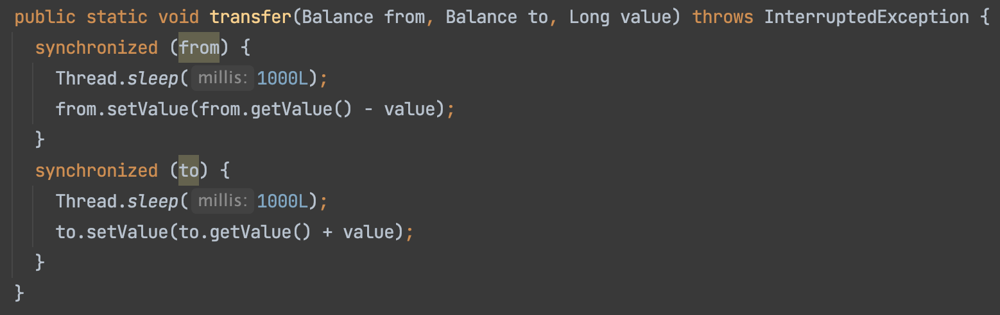 public static void transfer(Balance from, Balance to, Long value) throws InterruptedException {
synchronized (from) {
Thread.sleep( millis: 1000L);
from.setValue(from.getValue() - value);
}
synchronized (to) {
Thread.sleep( millis: 1000L);
to.setValue(to.getValue() + value);
}
}